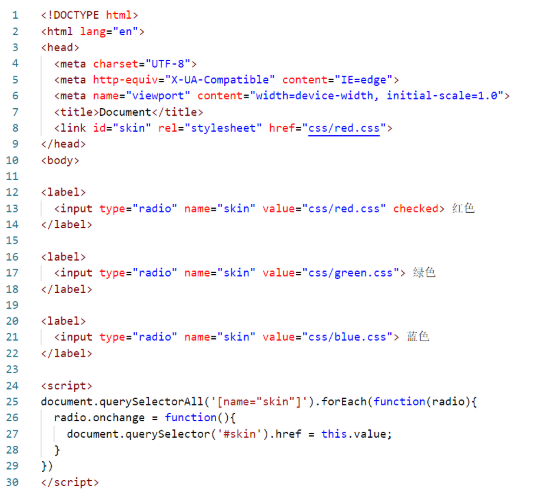 1 <!DOCTYPE html>
2 <html lang="en">
3 <head>
4   <meta charset="UTF-8">
5   <meta http-equiv="X-UA-Compatible" content="IE=edge">
6   <meta name="viewport" content="width=device-width, initial-scale=1.0">
7   <title>Document</title>
8   <link id="skin" rel="stylesheet" href="css/red.css">
9 </head>
10 <body>
11
12 <label>
13   <input type="radio" name="skin" value="css/red.css" checked> 红色
14 </label>
15
16 <label>
17   <input type="radio" name="skin" value="css/green.css"> 绿色
18 </label>
19
20 <label>
21   <input type="radio" name="skin" value="css/blue.css"> 蓝色
22 </label>
23
24 <script>
25 document.querySelectorAll('[name="skin"]').forEach(function(radio){
26   radio.onchange = function(){
27     document.querySelector('#skin').href = this.value;
28   }
29 })
30 </script>